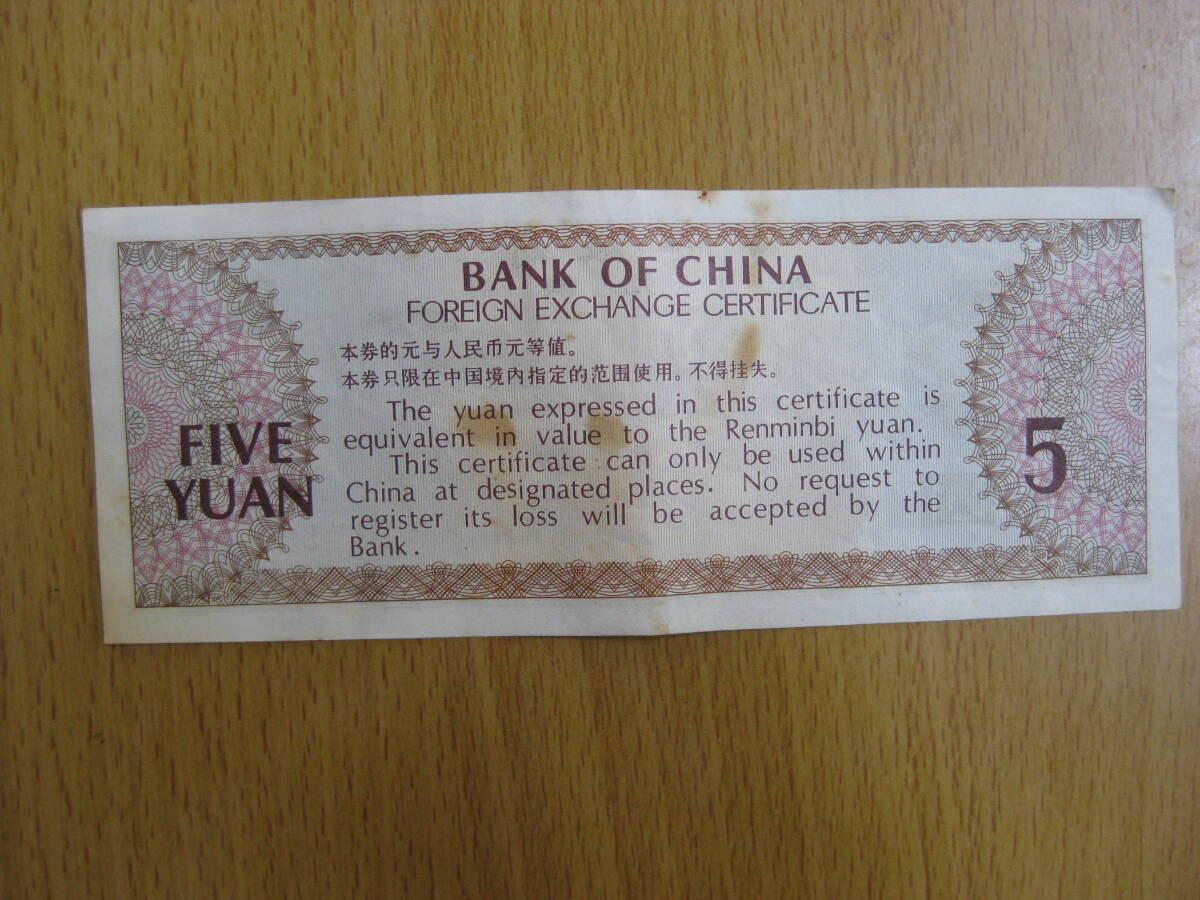 BANK OF CHINA
FOREIGN EXCHANGE CERTIFICATE
本券的元与人民币元等值。
本券只限在中国境内指定的范围使用。不得挂失。
The yuan expressed in this certificate is
equivalent in value to the Renminbi yuan.
This certificate can only be used within
China at designated places. No request to
register its loss will be accepted by the
Bank.
FIVE
YUAN
5